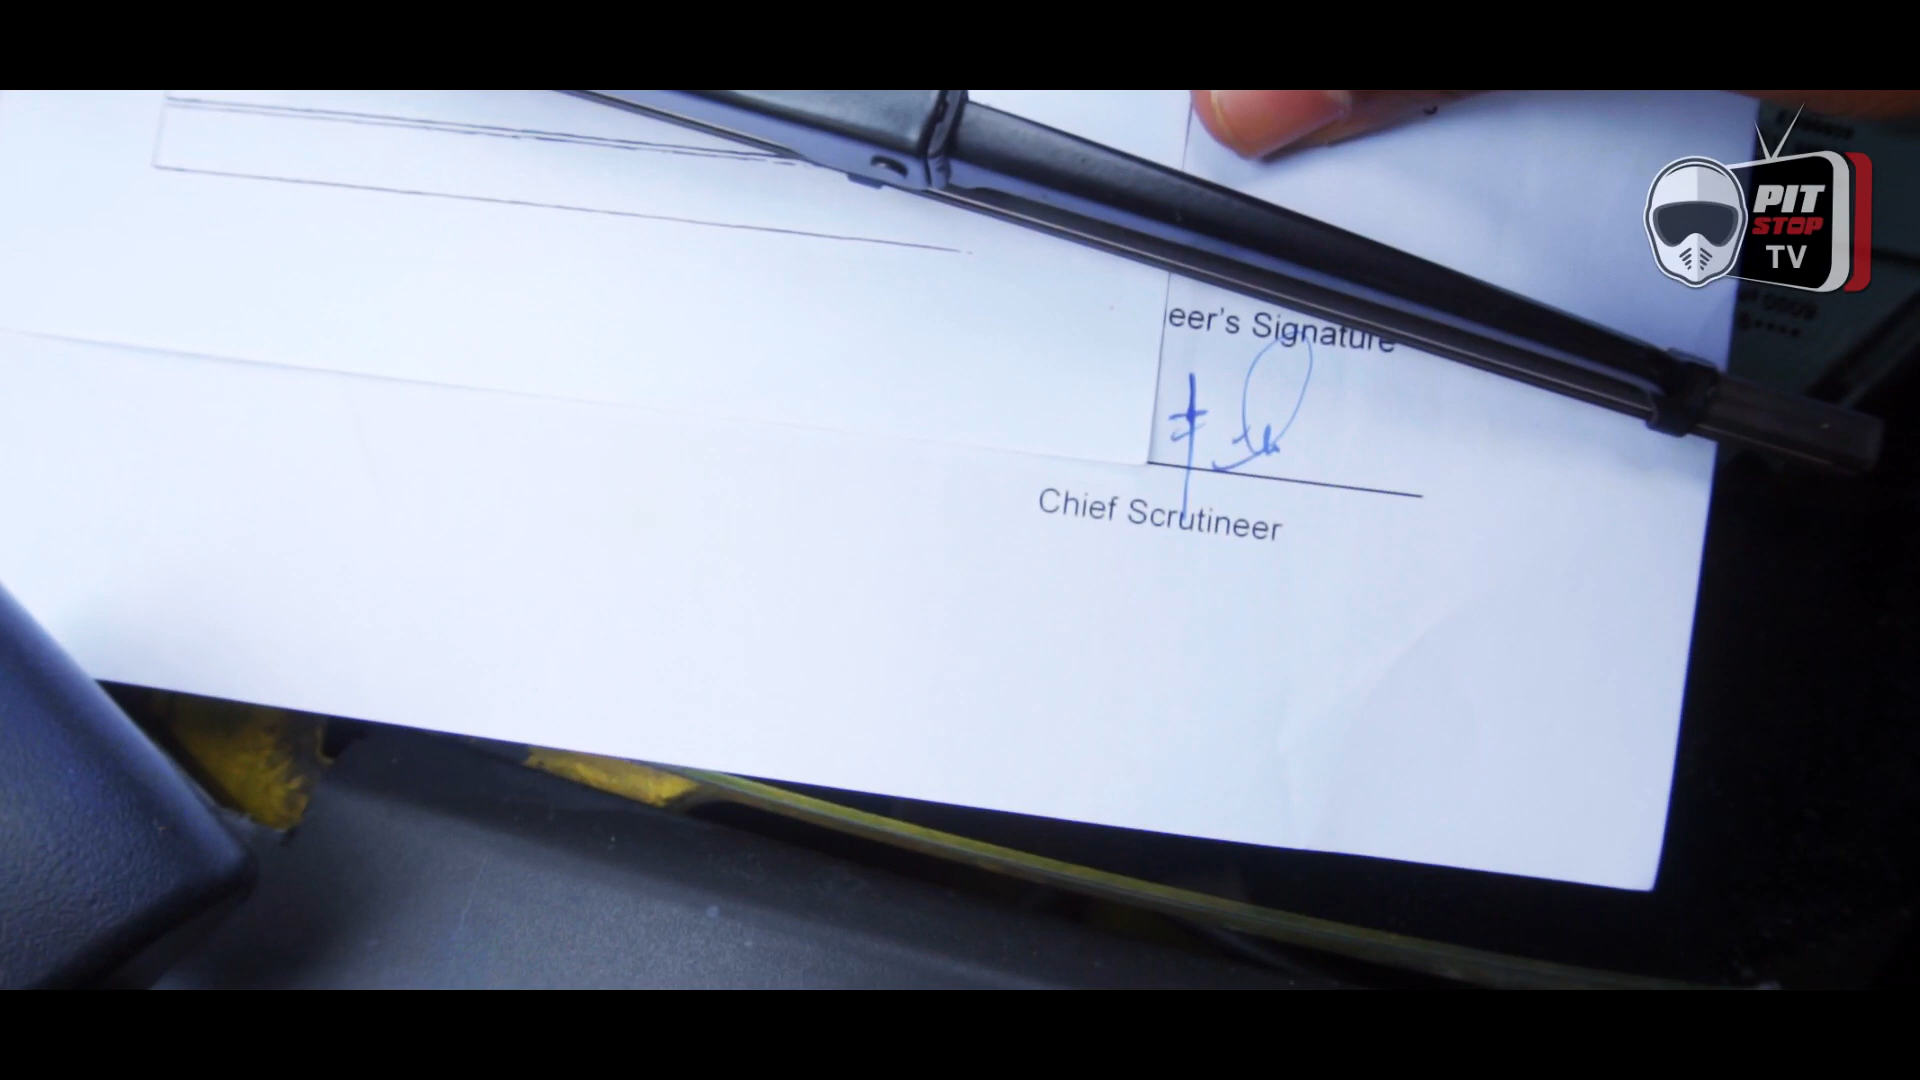 PIT
STOP
TV
eer's Signature
Chief Scrutineer